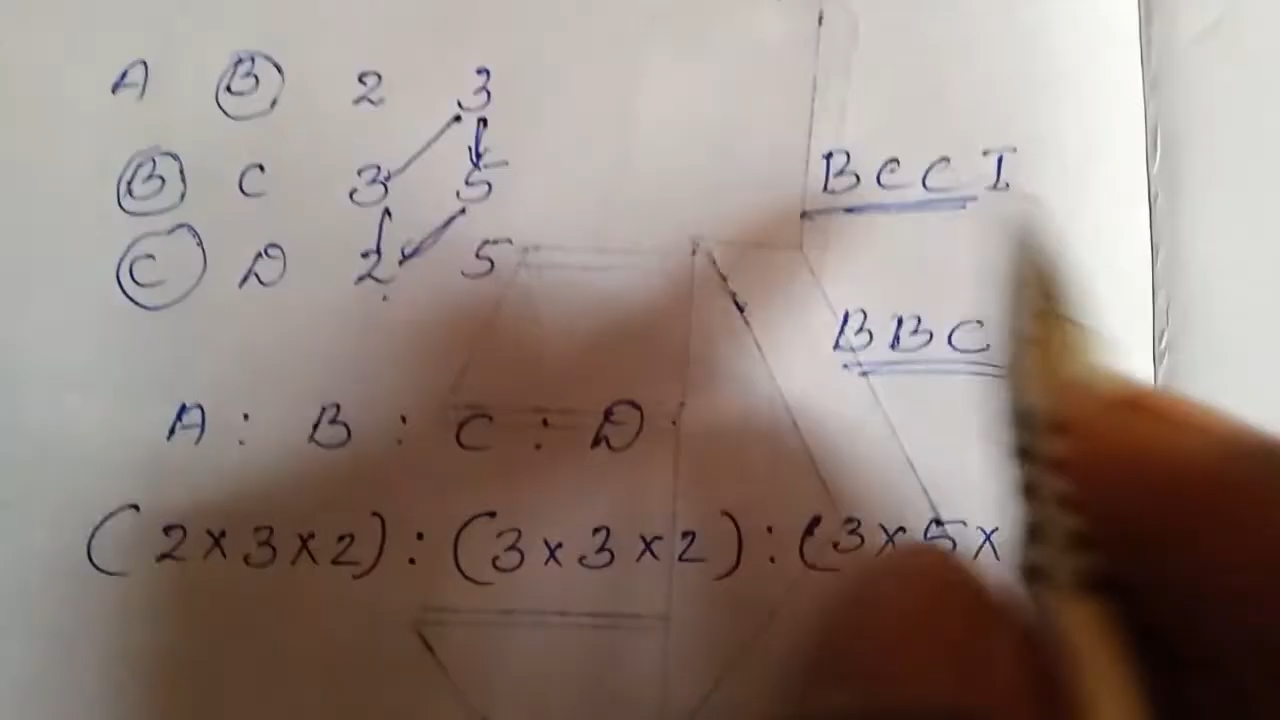 A B 2 3
B C 3 5
C D 2 5
BCCI
BBC
A : B : C : D
(2×3×2) : (3×3×2) : (3×5×